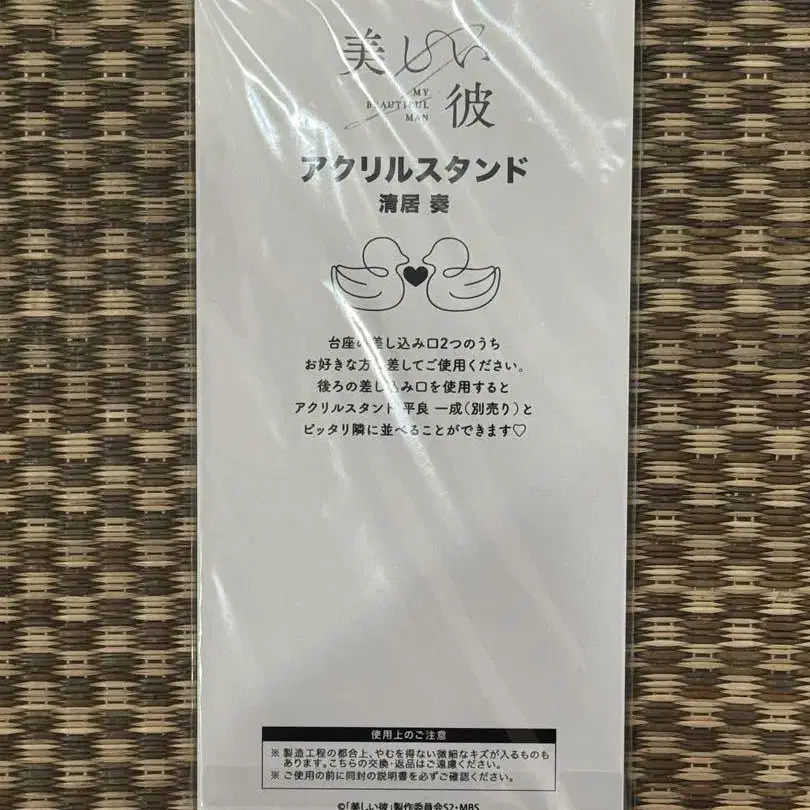 美しい彼
MY
BEAUTIFUL
MAN
アクリルスタンド
清居 奏
台座の差し込み口2つのうち
お好きな方に差してご使用ください。
後ろの差し込み口を使用すると
アクリルスタンド 平良 一成(別売り)と
ピッタリ隣に並べることができます♡
使用上のご注意
※ 製造工程の都合上、やむを得ない微細なキズが入るものも
あります。こちらの交換・返品はご遠慮ください。
※ ご使用の前に同封の説明書を必ずご確認ください。
©「美しい彼」製作委員会S2・MBS